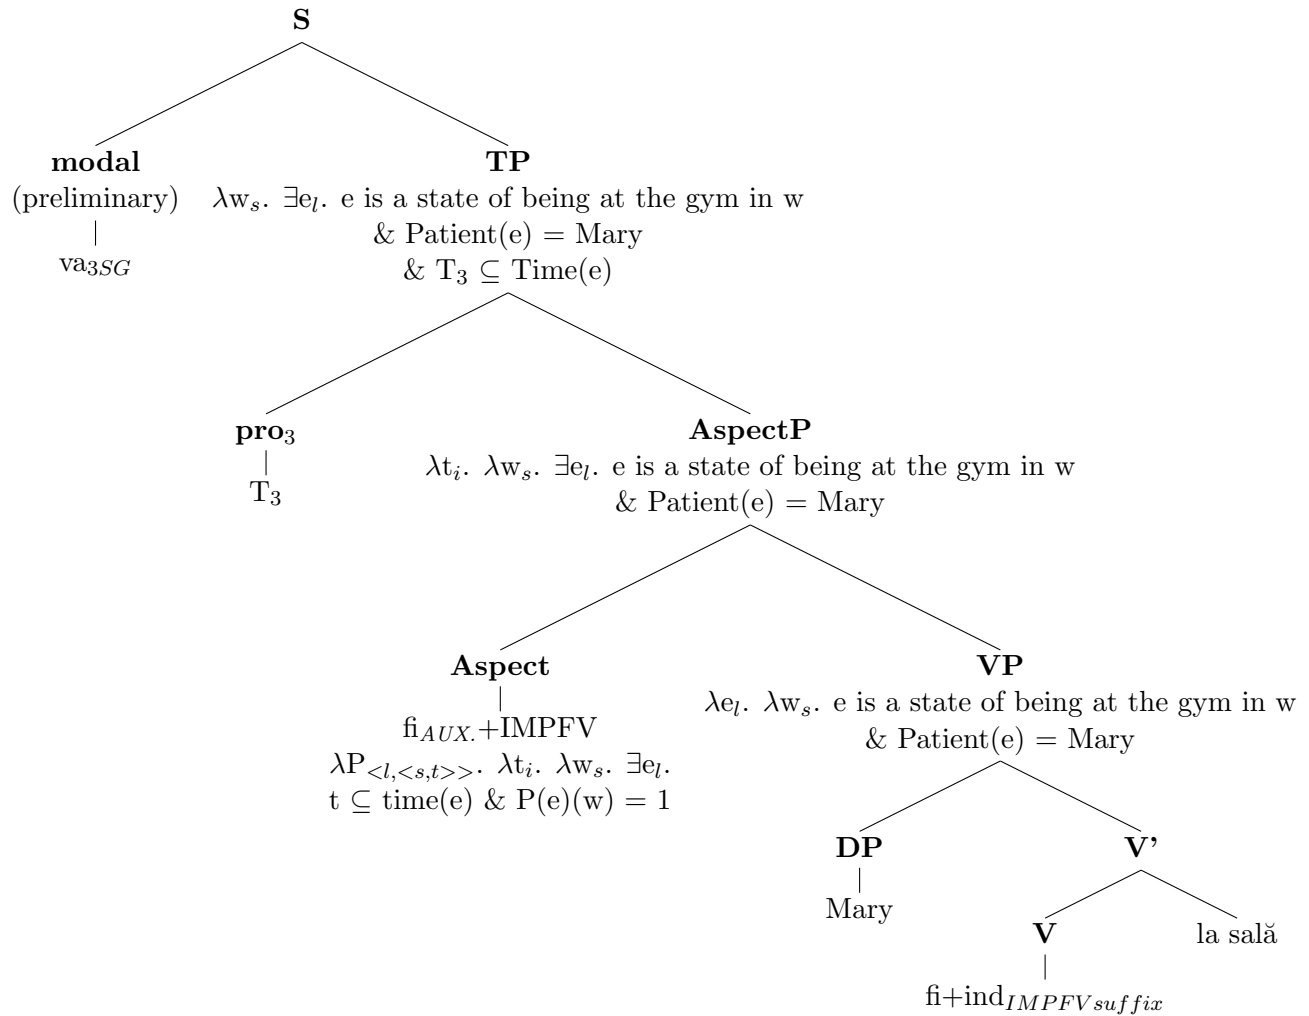 S
modal
(preliminary)
va3SG
TP
λws. ∃el. e is a state of being at the gym in w
& Patient(e) = Mary
& T3 ⊆ Time(e)
pro3
T3
AspectP
λti. λws. ∃el. e is a state of being at the gym in w
& Patient(e) = Mary
Aspect
fiAUX.+IMPFV
λP<l,<s,t>>. λti. λws. ∃el.
t ⊆ time(e) & P(e)(w) = 1
VP
λel. λws. e is a state of being at the gym in w
& Patient(e) = Mary
DP
Mary
V’
V
fi+indIMPFVsuffix
la sală